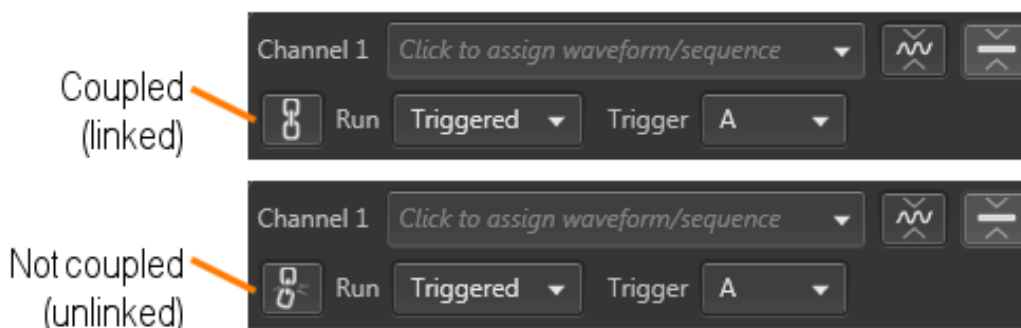 Channel 1 Click to assign waveform/sequence
Coupled
(linked)
Run Triggered Trigger A
Channel 1 Click to assign waveform/sequence
Not coupled
(unlinked)
Run Triggered Trigger A